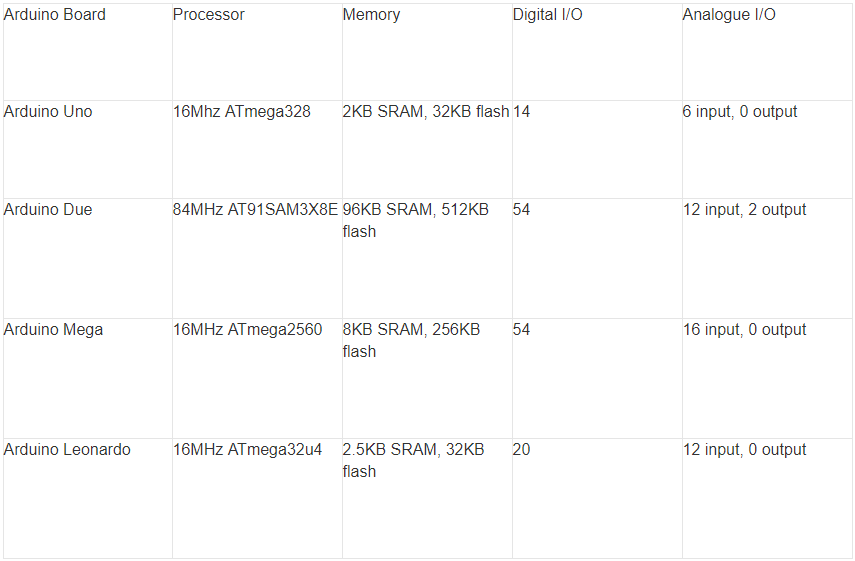 Arduino Board Processor Memory Digital I/O Analogue I/O
Arduino Uno 16Mhz ATmega328 2KB SRAM, 32KB flash 14 6 input, 0 output
Arduino Due 84MHz AT91SAM3X8E 96KB SRAM, 512KB 54 12 input, 2 output
flash
Arduino Mega 16MHz ATmega2560 8KB SRAM, 256KB 54 16 input, 0 output
flash
Arduino Leonardo 16MHz ATmega32u4 2.5KB SRAM, 32KB 20 12 input, 0 output
flash